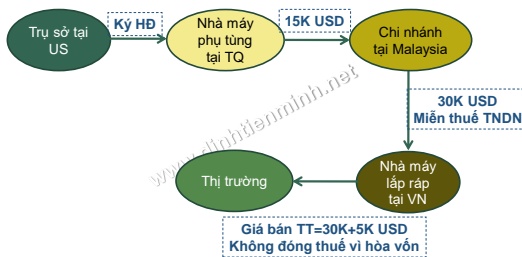 Trụ sở tại
US
Ký HĐ
Nhà máy
phụ tùng
tại TQ
15K USD
Chi nhánh
tại Malaysia
30K USD
Miễn thuế TNDN
Nhà máy
lắp ráp
tại VN
Thị trường
Giá bán TT=30K+5K USD
Không đóng thuế vì hòa vốn
www.dinhtienminh.net